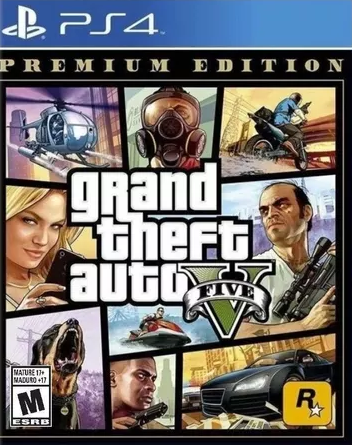 PS4
PREMIUM EDITION
grand
theft
auto
V
FIVE
MATURE 17+
MADURO +17
M
ESRB
R